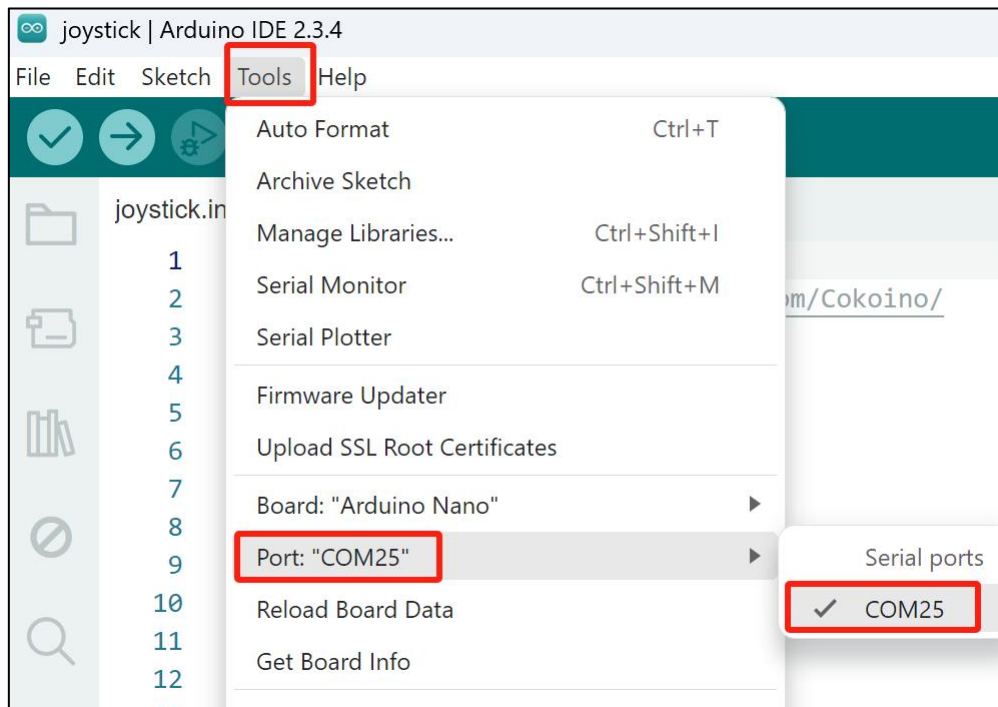 joystick | Arduino IDE 2.3.4
File Edit Sketch Tools Help
Auto Format Ctrl+T
Archive Sketch
joystick.in
Manage Libraries... Ctrl+Shift+I
1
Serial Monitor Ctrl+Shift+M
2 om/Cokoino/
Serial Plotter
3
4
Firmware Updater
5
Upload SSL Root Certificates
6
7
Board: "Arduino Nano"
8
Port: "COM25" Serial ports
9
Reload Board Data COM25
10
11
Get Board Info
12